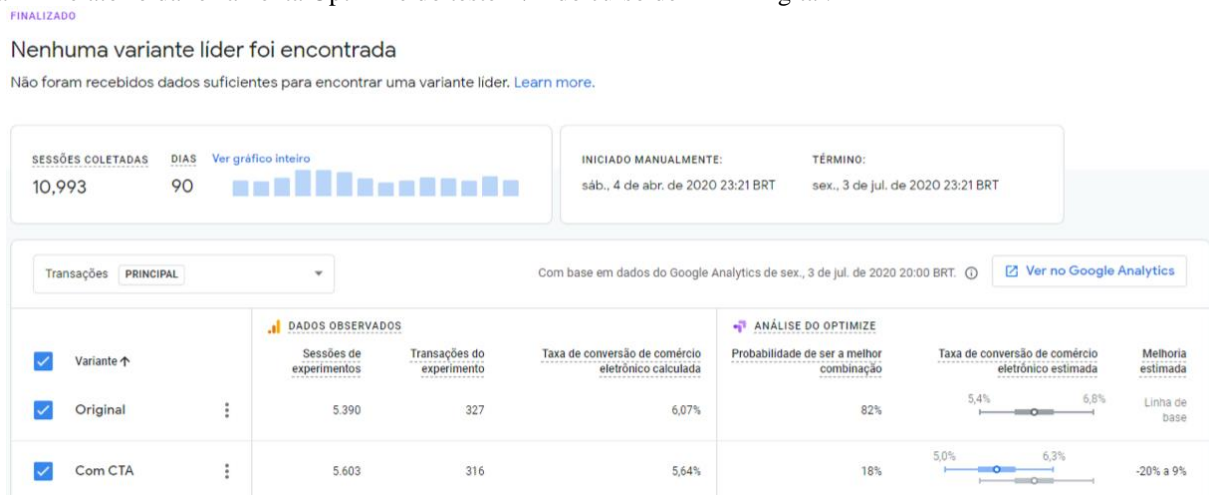 FINALIZADO
Nenhuma variante líder foi encontrada
Não foram recebidos dados suficientes para encontrar uma variante líder. Learn more.
SESSÕES COLETADAS DIAS Ver gráfico inteiro
10,993 90
INICIADO MANUALMENTE: TÉRMINO:
sáb., 4 de abr. de 2020 23:21 BRT sex., 3 de jul. de 2020 23:21 BRT
Transações PRINCIPAL
Com base em dados do Google Analytics de sex., 3 de jul. de 2020 20:00 BRT. Ver no Google Analytics
DADOS OBSERVADOS ANÁLISE DO OPTIMIZE
Variante Sessões de experimentos Transações do experimento Taxa de conversão de comércio eletrônico calculada Probabilidade de ser a melhor combinação Taxa de conversão de comércio eletrônico estimada Melhoria estimada
Original 5.390 327 6,07% 82% 5,4% 6,8% Linha de base
Com CTA 5.603 316 5,64% 18% 5,0% 6,3% -20% a 9%